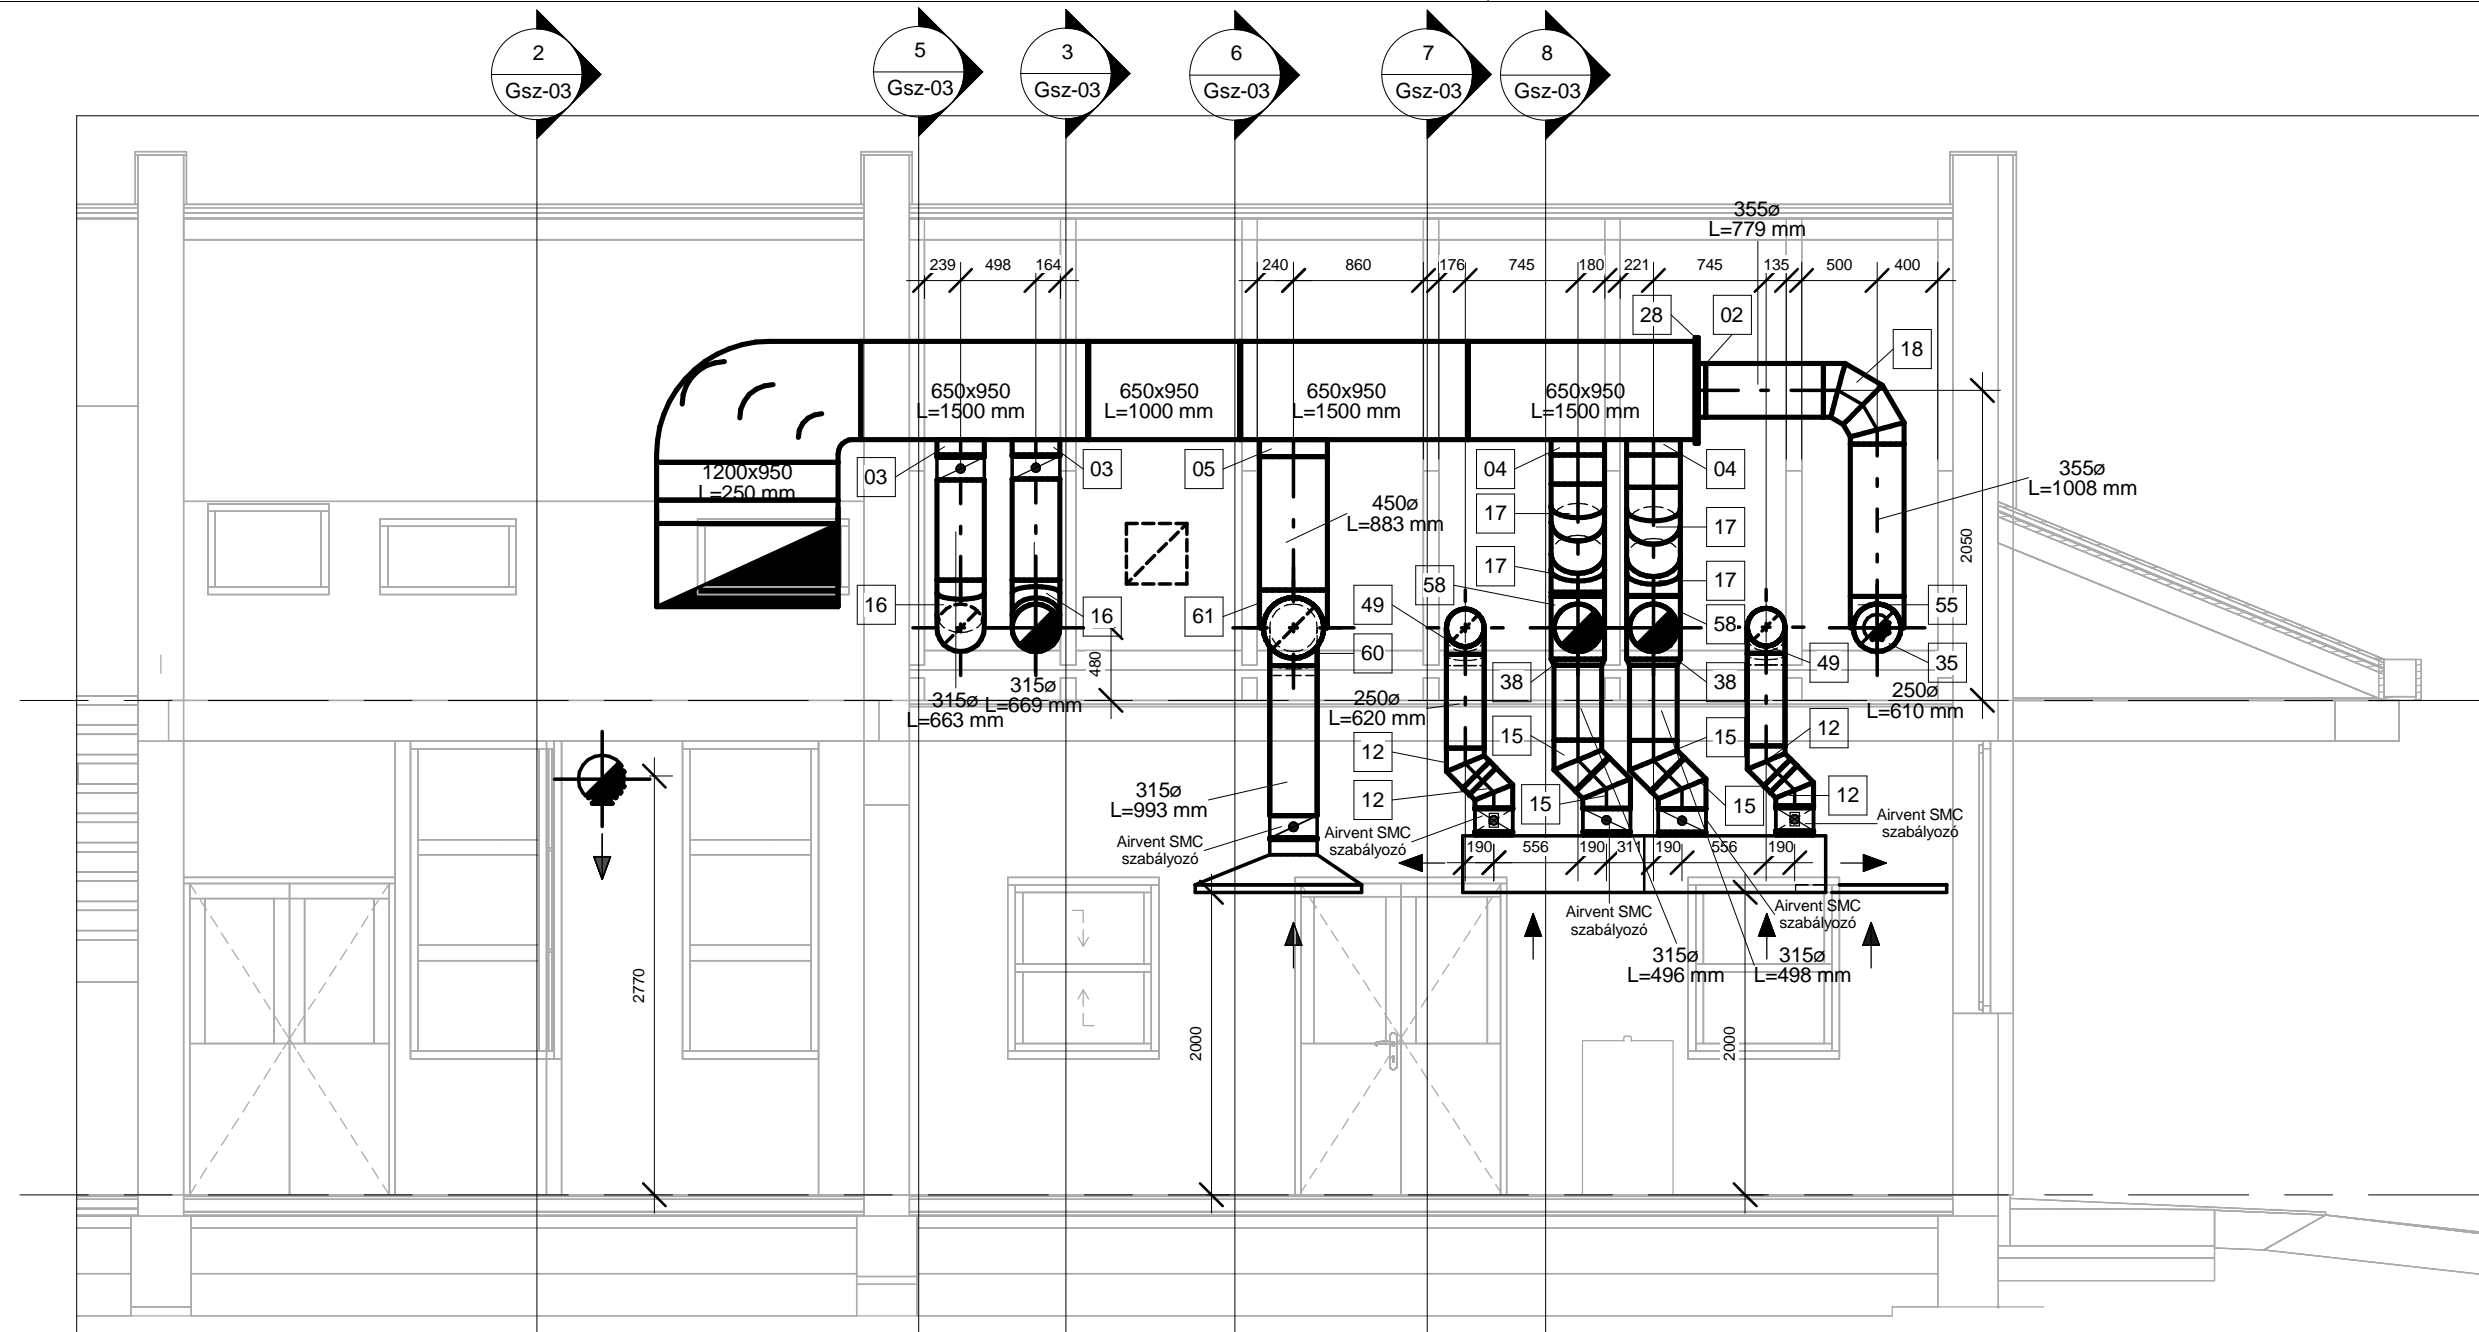 2
Gsz-03
5
Gsz-03
3
Gsz-03
6
Gsz-03
7
Gsz-03
8
Gsz-03
355ø
L=779 mm
239
498
164
240
860
176
745
180
221
745
135
500
400
28
02
18
650x950
L=1500 mm
650x950
L=1000 mm
650x950
L=1500 mm
650x950
L=1500 mm
1200x950
L=250 mm
03
03
05
04
04
355ø
L=1008 mm
450ø
L=883 mm
17
17
17
17
2050
58
16
16
61
49
58
55
60
49
35
480
38
38
315ø
L=663 mm
315ø
L=669 mm
250ø
L=620 mm
250ø
L=610 mm
12
15
15
12
315ø
L=993 mm
12
15
15
12
Airvent SMC
szabályozó
Airvent SMC
szabályozó
Airvent SMC
szabályozó
190
556
190
311
190
556
190
Airvent SMC
szabályozó
Airvent SMC
szabályozó
315ø
L=496 mm
315ø
L=498 mm
2770
2000
2000